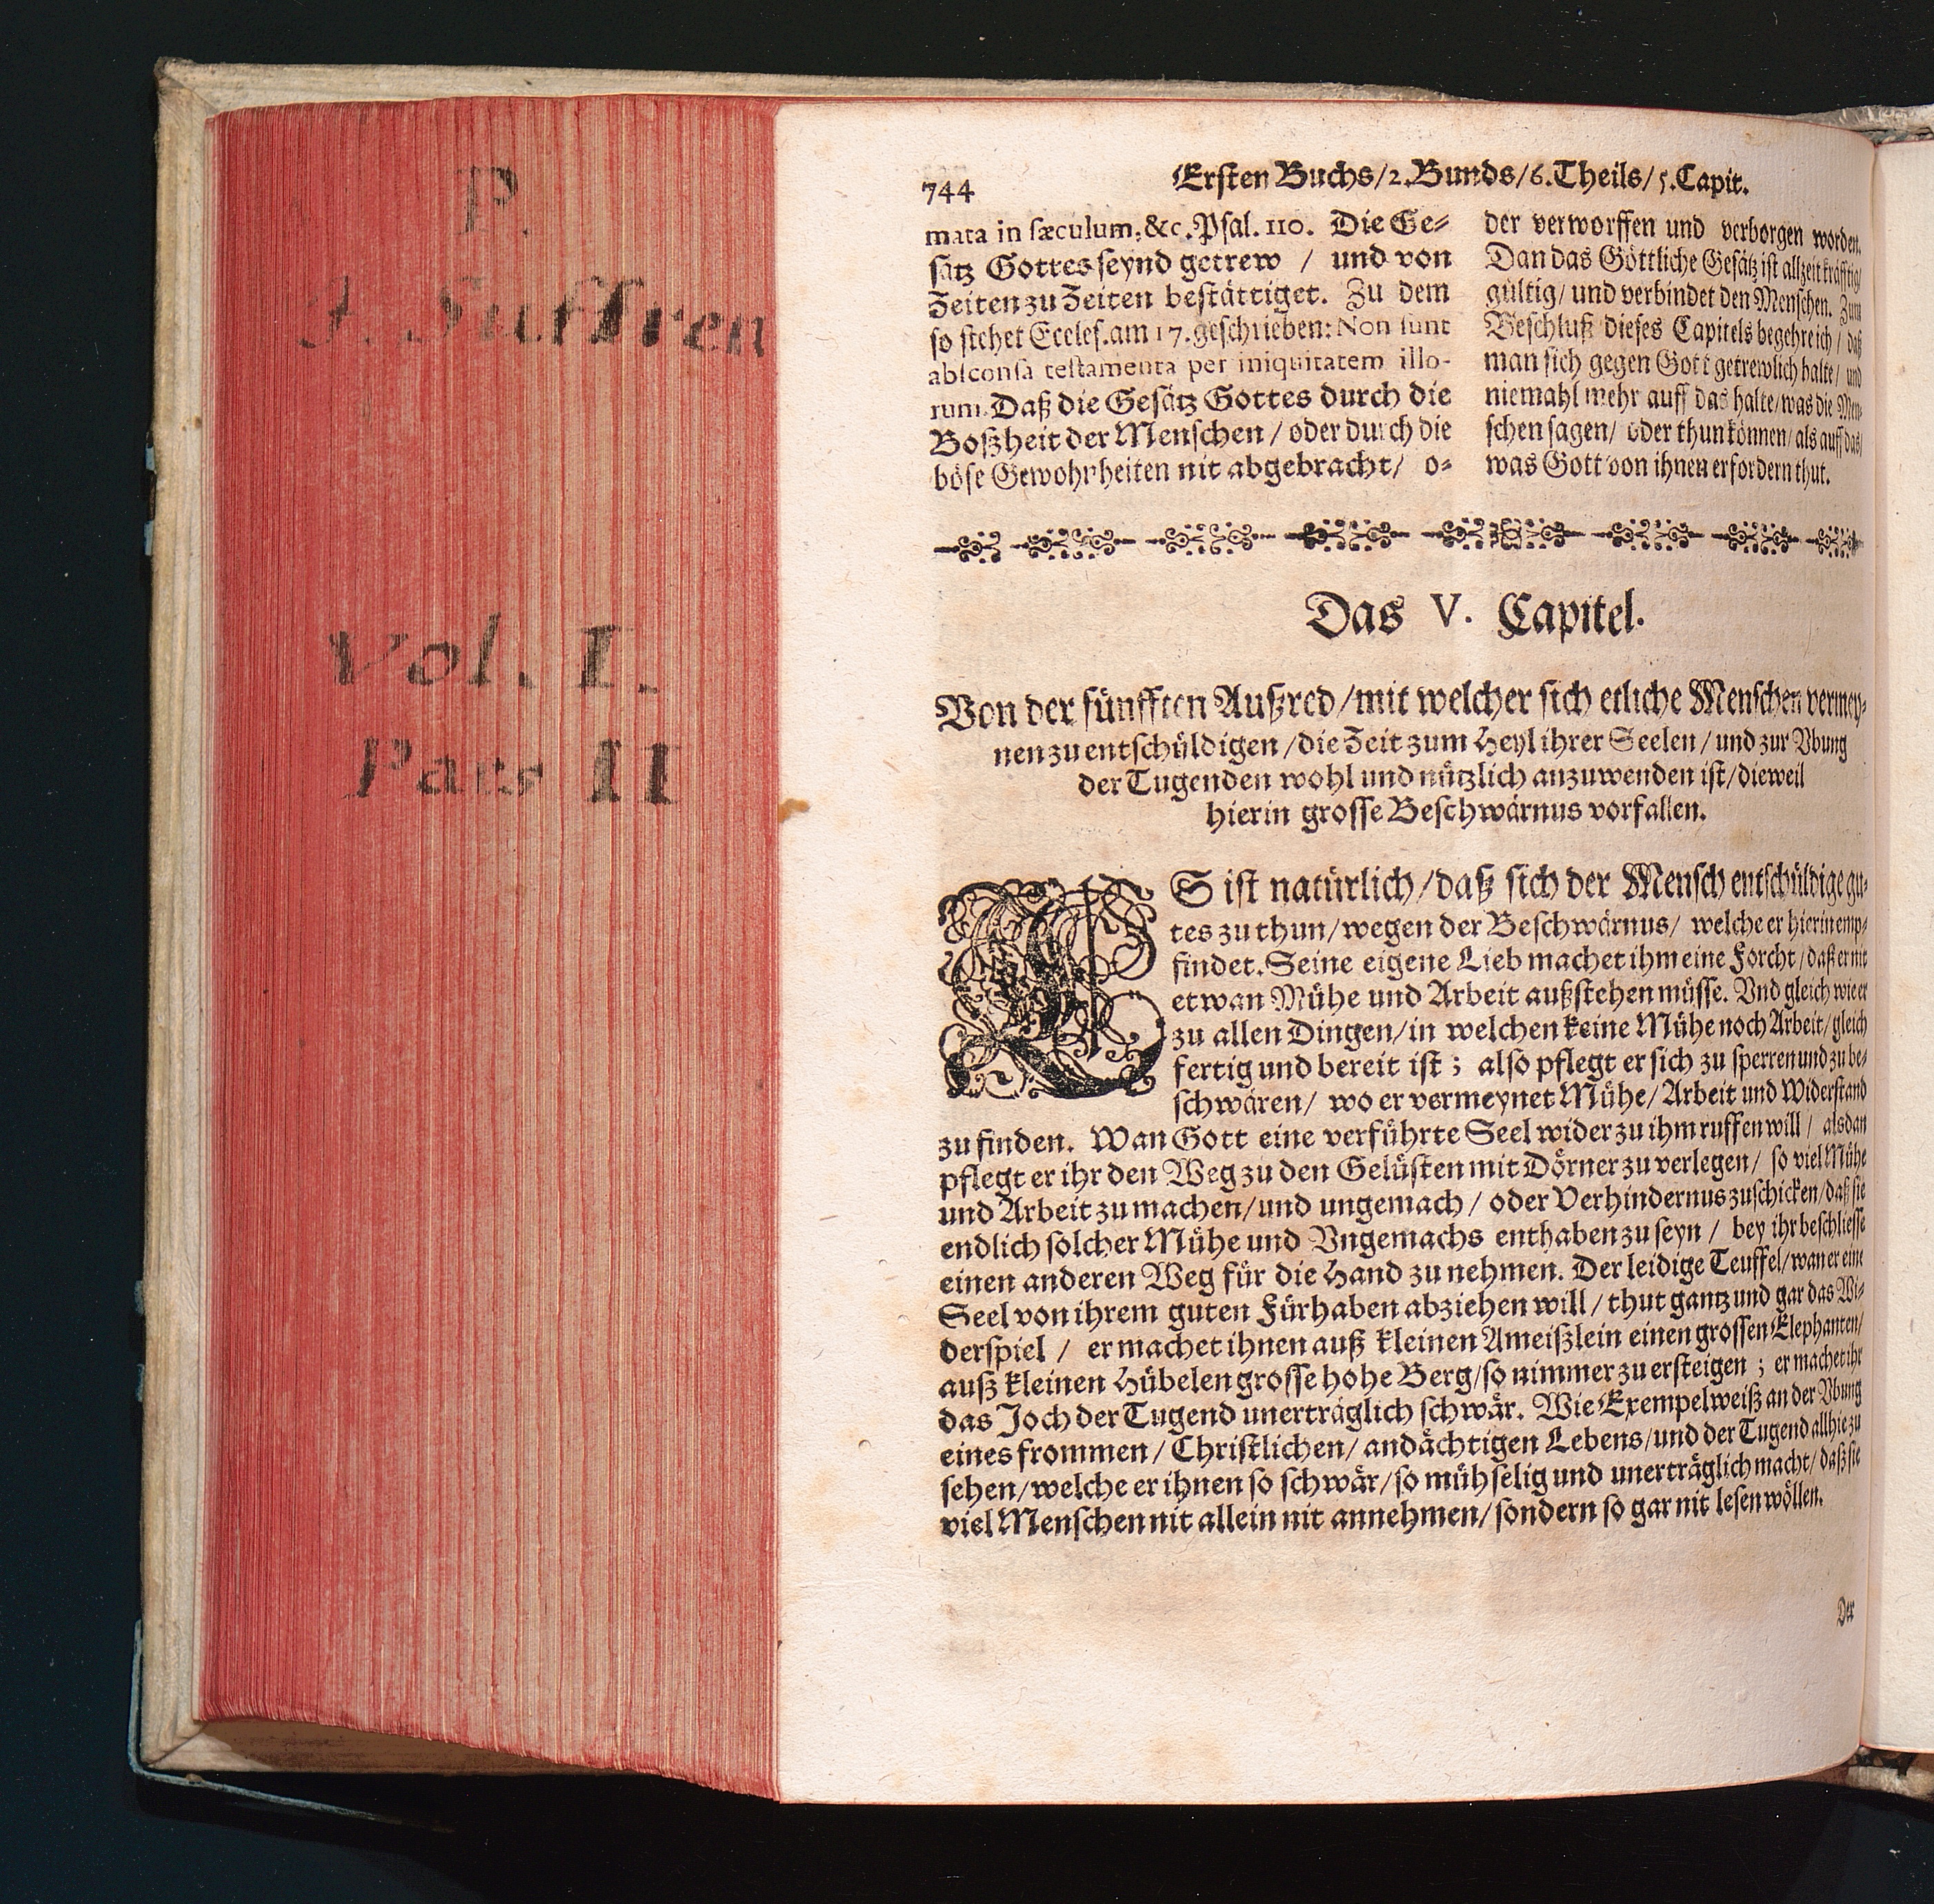 P.
J. Suffren
Vol. I.
Pars II
744
Ersten Buchs/2.Bunds/6.Theils/5.Capit.
mata in sæculum, &c. Psal. 110. Die Ge-
sätz Gottes seynd getrew / und von
Zeiten zu Zeiten bestättiget. Zu dem
so stehet Eccles. am 17. geschrieben: Non sunt
absconsa testamenta per iniquitatem illo-
rum. Daß die Gesätz Gottes durch die
Boßheit der Menschen / oder durch die
böse Gewohnheiten nit abgebracht/ o-
der verworffen und verborgen worden.
Dan das Göttliche Gesätz ist allzeit kräfftig/
gültig/ und verbindet den Menschen. Zum
Beschluß dieses Capitels begehre ich / daß
man sich gegen Gott getrewlich halte/ und
niemahl mehr auff das halte/was die Men-
schen sagen/ oder thun können/ als auff das/
was Gott von ihnen erfordern thut.
Das V. Capitel.
Von der fünfften Außred/mit welcher sich etliche Menschen vermey-
nen zu entschüldigen/die Zeit zum Heyl ihrer Seelen/ und zur Vbung
der Tugenden wohl und nützlich anzuwenden ist/dieweil
hierin grosse Beschwärnus vorfallen.
ES ist natürlich/daß sich der Mensch entschüldige gu-
tes zu thun/wegen der Beschwärnus/ welche er hierin emp-
findet. Seine eigene Lieb machet ihm eine Forcht/daß er nit
etwan Mühe und Arbeit außstehen müsse. Vnd gleich wie er
zu allen Dingen/in welchen keine Mühe noch Arbeit/gleich
fertig und bereit ist; also pflegt er sich zu sperren und zu be-
schwären/ wo er vermeynet Mühe/Arbeit und Widerstand
zu finden. Wan Gott eine verführte Seel wider zu ihm ruffen will/ alsdan
pflegt er ihr den Weg zu den Gelüsten mit Dörner zu verlegen/ so viel Mühe
und Arbeit zu machen/und ungemach/ oder Verhindernus zuschicken/daß sie
endlich solcher Mühe und Vngemachs enthaben zu seyn/ bey ihr beschliesse
einen anderen Weg für die Hand zu nehmen. Der leidige Teuffel/wan er eine
Seel von ihrem guten Fürhaben abziehen will/thut gantz und gar das Wi-
derspiel/ er machet ihnen auß kleinen Ameißlein einen grossen Elephanten/
auß kleinen Hübelen grosse hohe Berg/so nimmer zu ersteigen; er machet ihr
das Joch der Tugend unerträglich schwär. Wie Exempelweiß an der Vbung
eines frommen/Christlichen/andächtigen Lebens/und der Tugend allhie zu
sehen/welche er ihnen so schwär/so mühselig und unerträglich macht/daß sie
viel Menschen nit allein nit annehmen/sondern so gar nit lesen wöllen.
Der